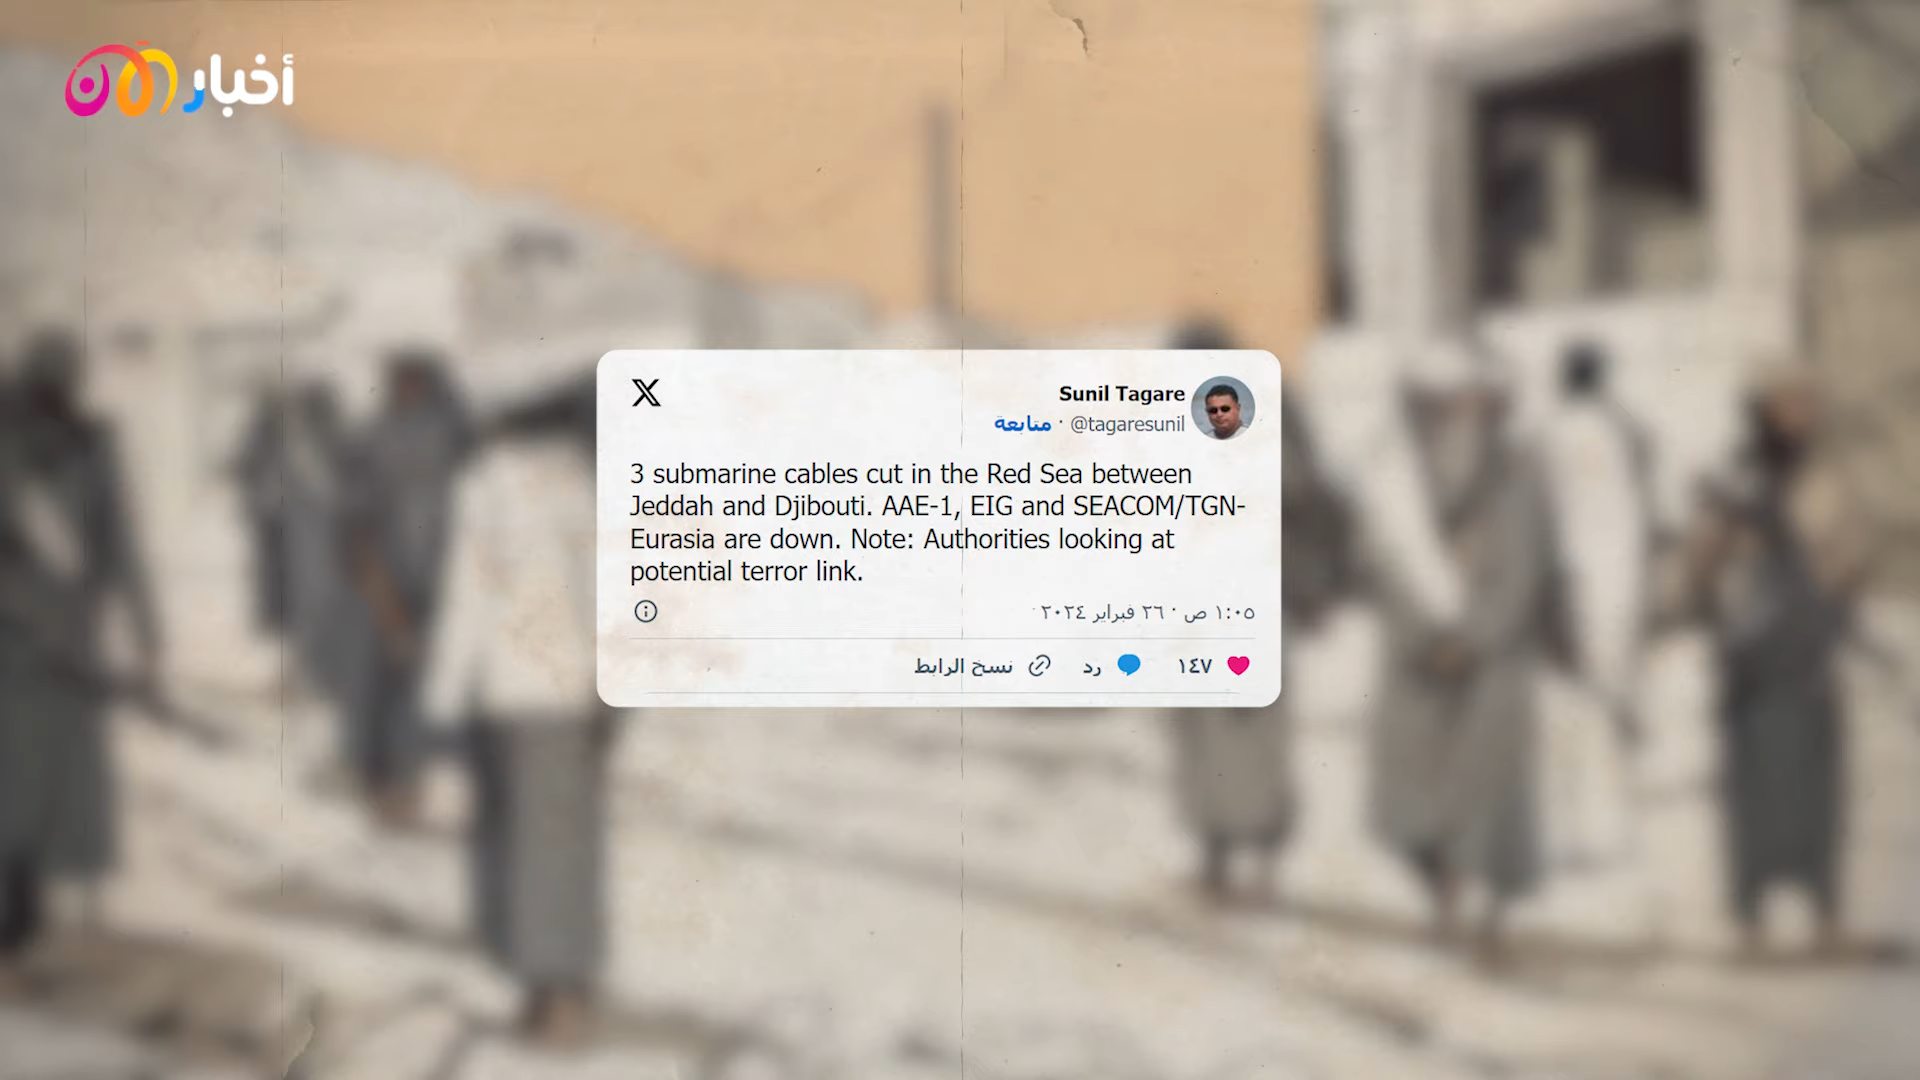 أخبار الآن
Sunil Tagare
@tagaresunil · متابعة
3 submarine cables cut in the Red Sea between
Jeddah and Djibouti. AAE-1, EIG and SEACOM/TGN-
Eurasia are down. Note: Authorities looking at
potential terror link.
١:٠٥ ص · ٢٦ فبراير ٢٠٢٤
١٤٧ رد نسخ الرابط